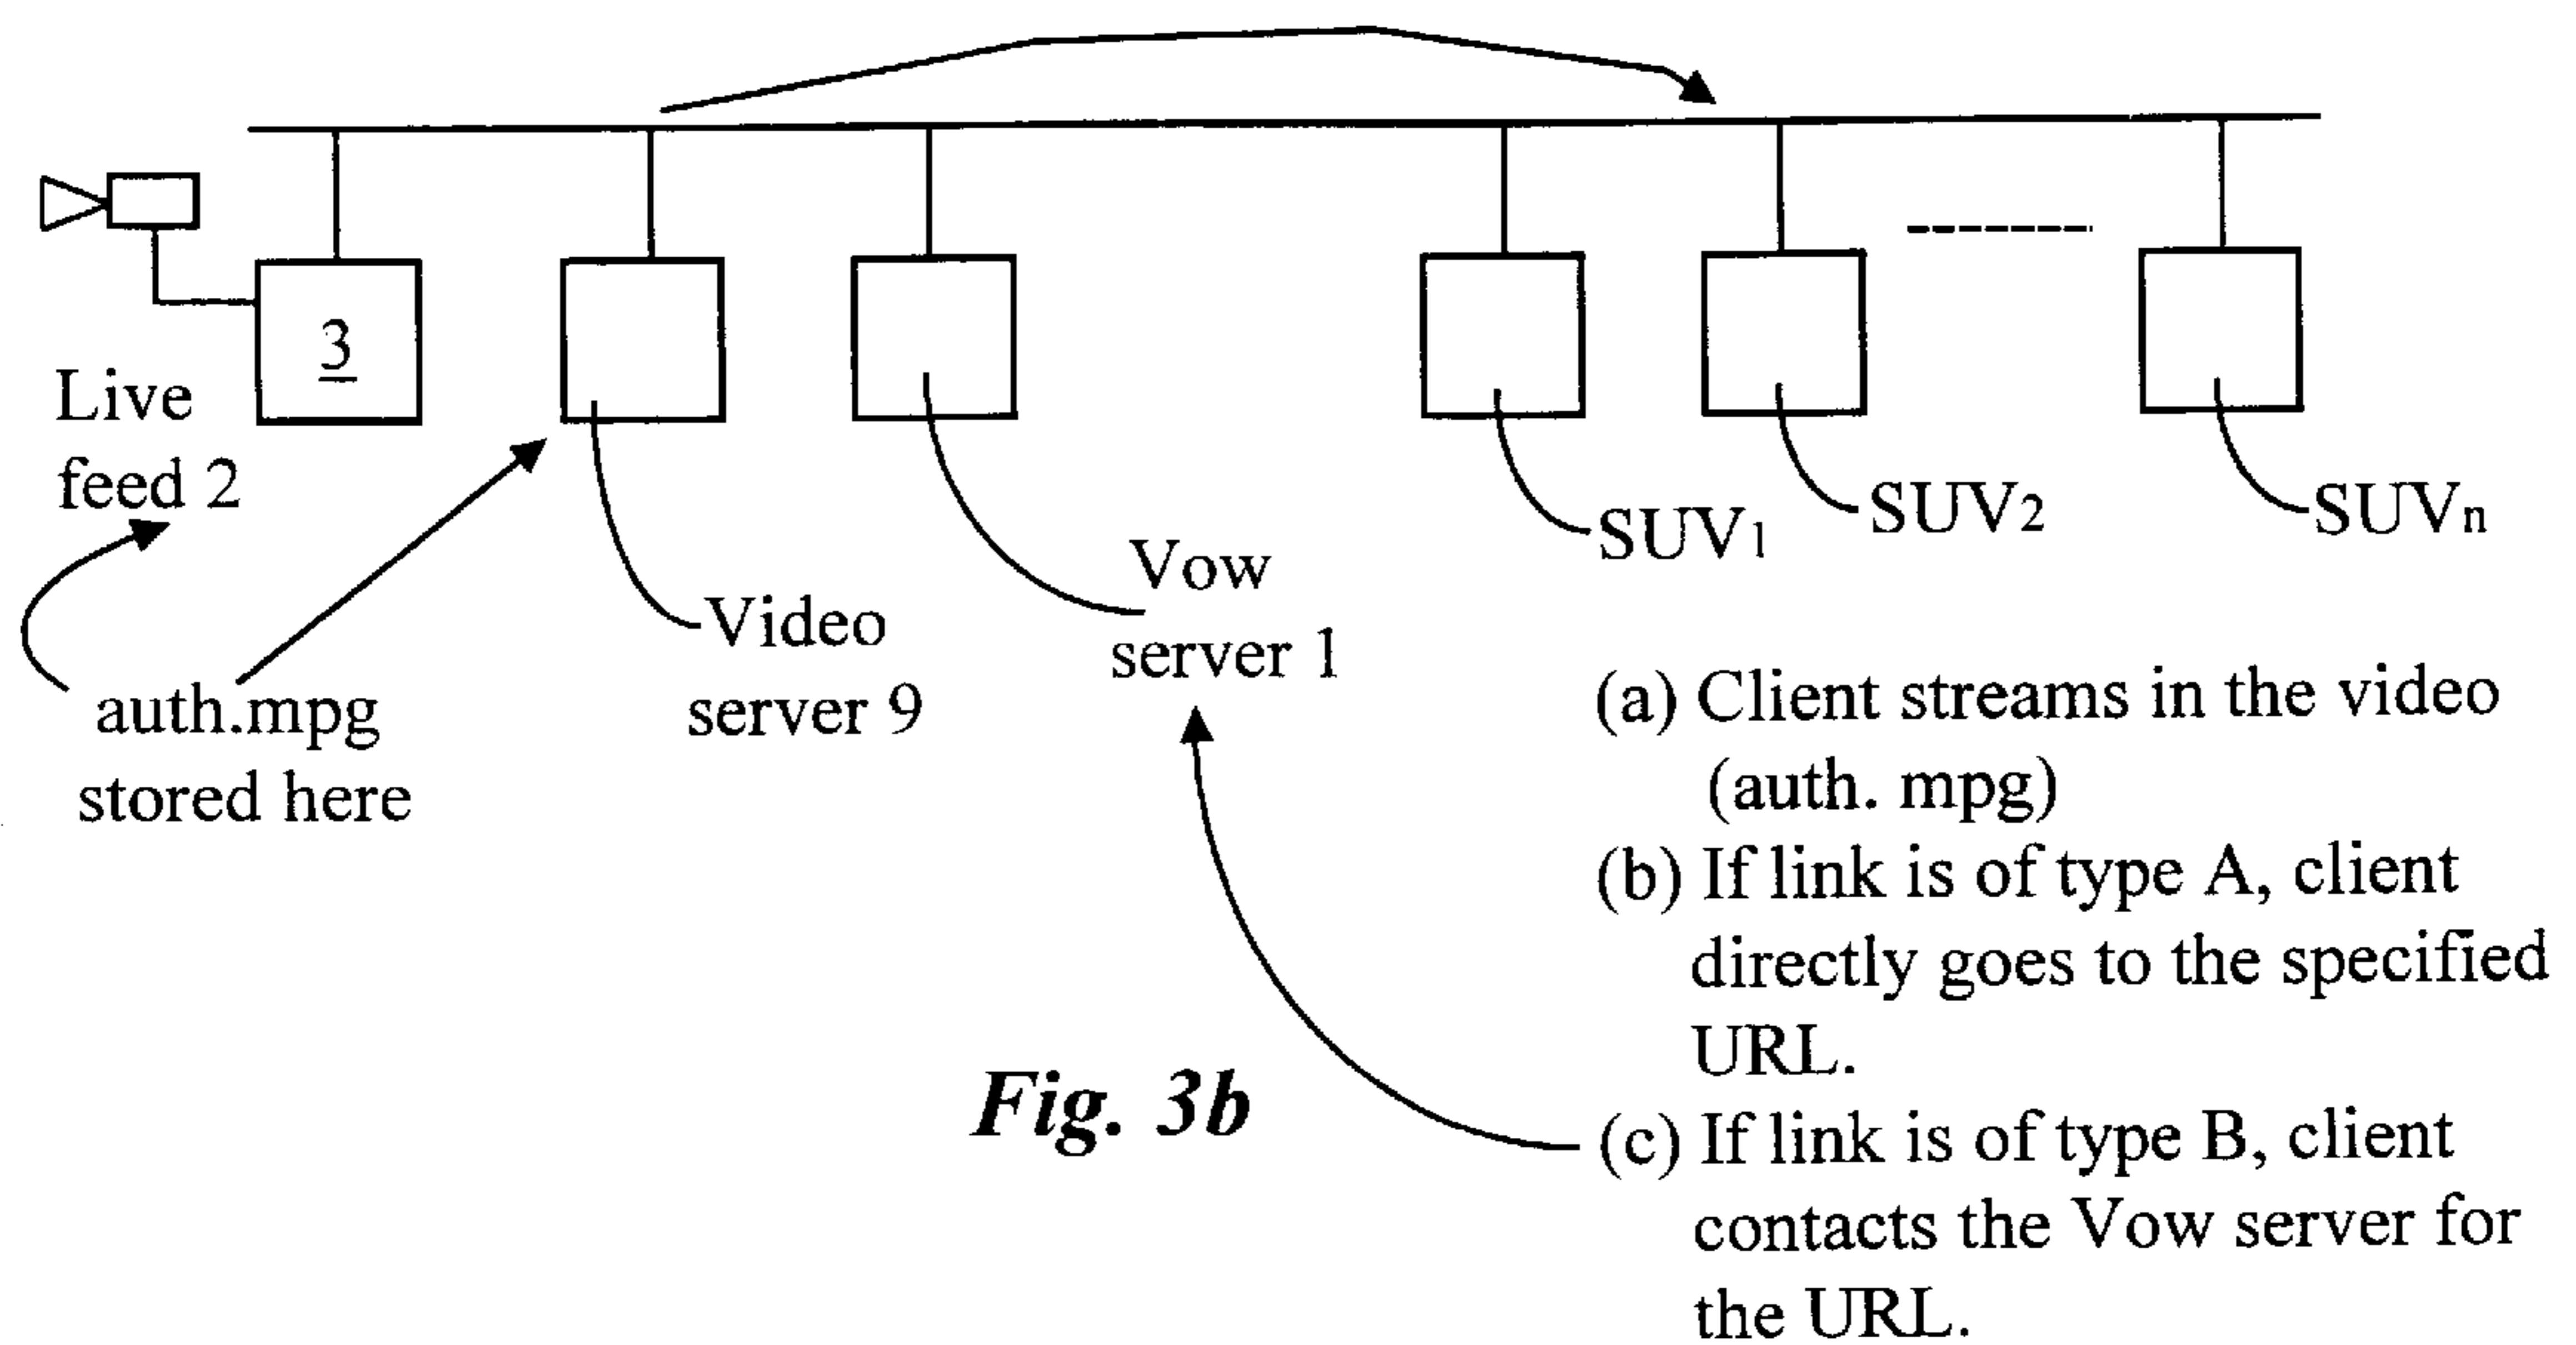 3
Live
feed 2
auth.mpg
stored here
Video
server 9
Vow
server 1
SUV1
SUV2
SUVn
(a) Client streams in the video
(auth. mpg)
(b) If link is of type A, client
directly goes to the specified
URL.
(c) If link is of type B, client
contacts the Vow server for
the URL.
Fig. 3b